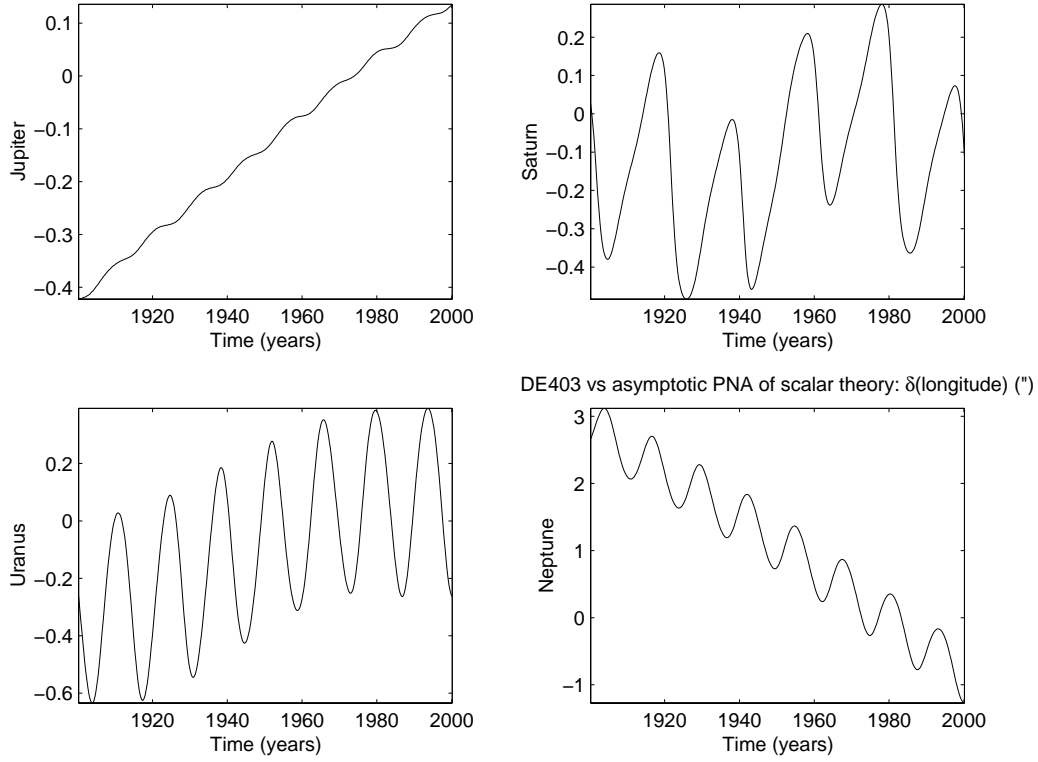 0.1
0
−0.1
−0.2
−0.3
−0.4
Jupiter
1920 1940 1960 1980 2000
Time (years)
0.2
0.1
0
−0.1
−0.2
−0.3
−0.4
Saturn
1920 1940 1960 1980 2000
Time (years)
0.2
0
−0.2
−0.4
−0.6
Uranus
1920 1940 1960 1980 2000
Time (years)
DE403 vs asymptotic PNA of scalar theory: δ(longitude) (")
3
2
1
0
−1
Neptune
1920 1940 1960 1980 2000
Time (years)